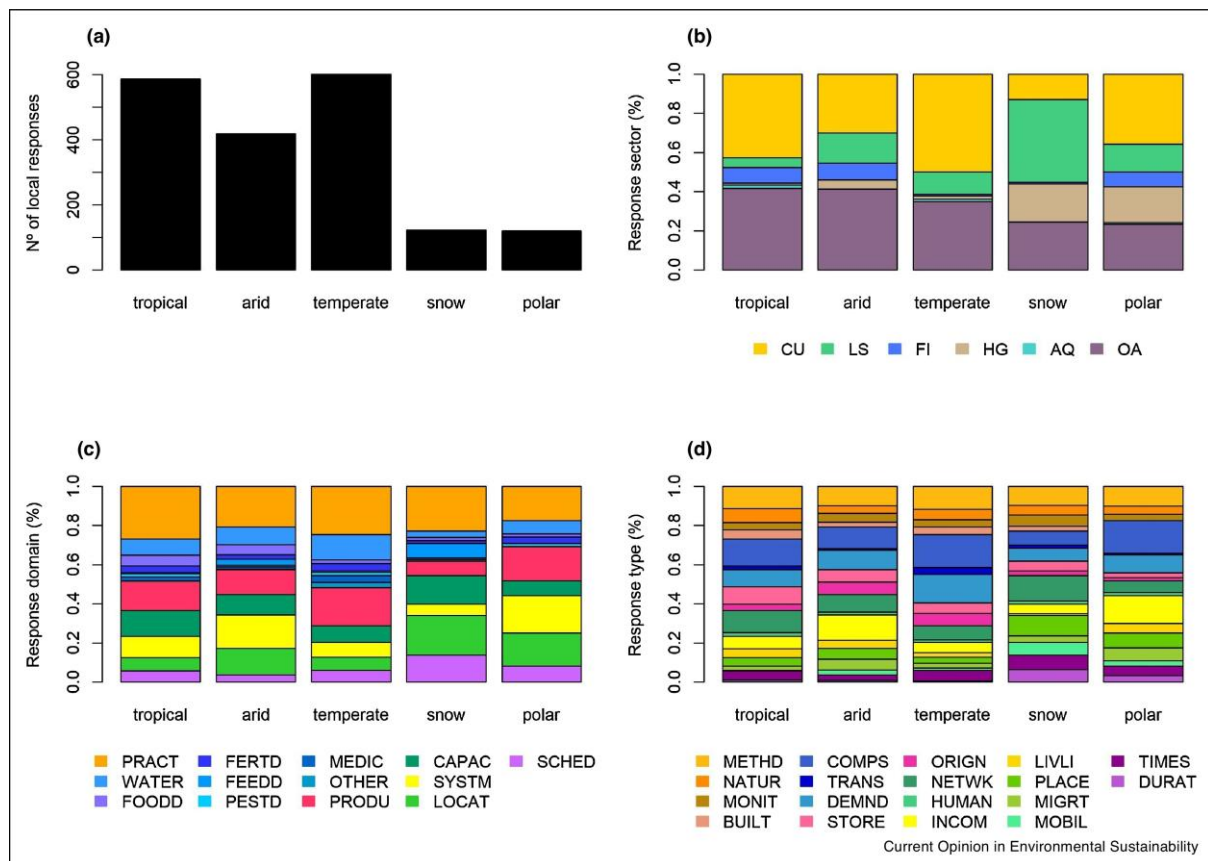 (a)
Nº of local responses
600
400
200
0
tropical arid temperate snow polar
(b)
Response sector (%)
1.0
0.8
0.6
0.4
0.2
0.0
tropical arid temperate snow polar
CU LS FI HG AQ OA
(c)
Response domain (%)
1.0
0.8
0.6
0.4
0.2
0.0
tropical arid temperate snow polar
PRACT FERTD MEDIC CAPAC SCHED
WATER FEEDD OTHER SYSTM
FOODD PESTD PRODU LOCAT
(d)
Response type (%)
1.0
0.8
0.6
0.4
0.2
0.0
tropical arid temperate snow polar
METHD COMPS ORIGN LIVLI TIMES
NATUR TRANS NETWK PLACE DURAT
MONIT DEMND HUMAN MIGRT
BUILT STORE INCOM MOBIL
Current Opinion in Environmental Sustainability